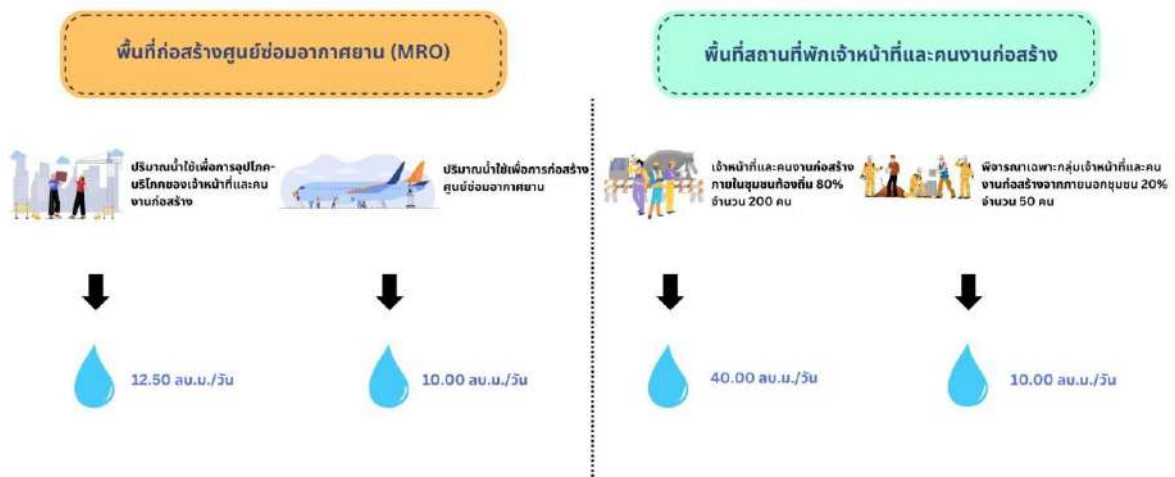 พื้นที่ก่อสร้างศูนย์ซ่อมอากาศยาน (MRO)
พื้นที่สถานที่พักเจ้าหน้าที่และคนงานก่อสร้าง
ปริมาณน้ำใช้เพื่อการอุปโภค-
บริโภคของเจ้าหน้าที่และคน
งานก่อสร้าง
ปริมาณน้ำใช้เพื่อการก่อสร้าง
ศูนย์ซ่อมอากาศยาน
เจ้าหน้าที่และคนงานก่อสร้าง
ภายในชุมชนท้องถิ่น 80%
จำนวน 200 คน
พิจารณาเฉพาะกลุ่มเจ้าหน้าที่และคน
งานก่อสร้างจากภายนอกชุมชน 20%
จำนวน 50 คน
12.50 ลบ.ม./วัน
10.00 ลบ.ม./วัน
40.00 ลบ.ม./วัน
10.00 ลบ.ม./วัน